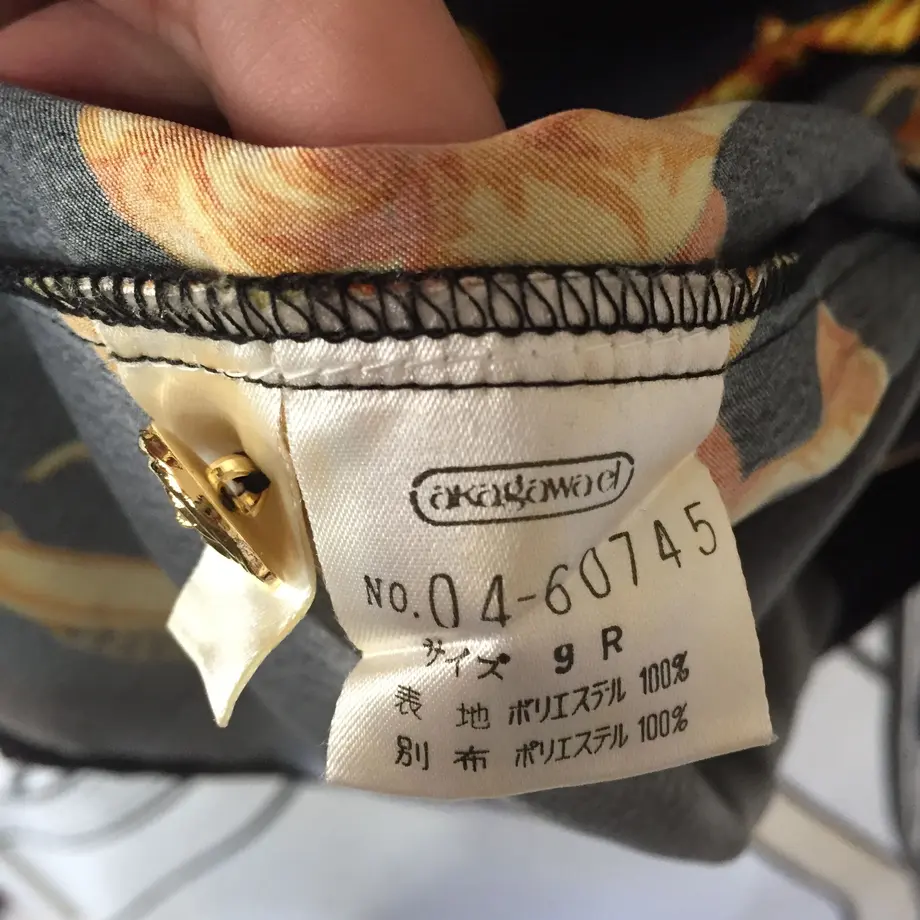 akagawaei
No.04-60745
サイズ 9R
表地 ポリエステル 100%
別布 ポリエステル 100%